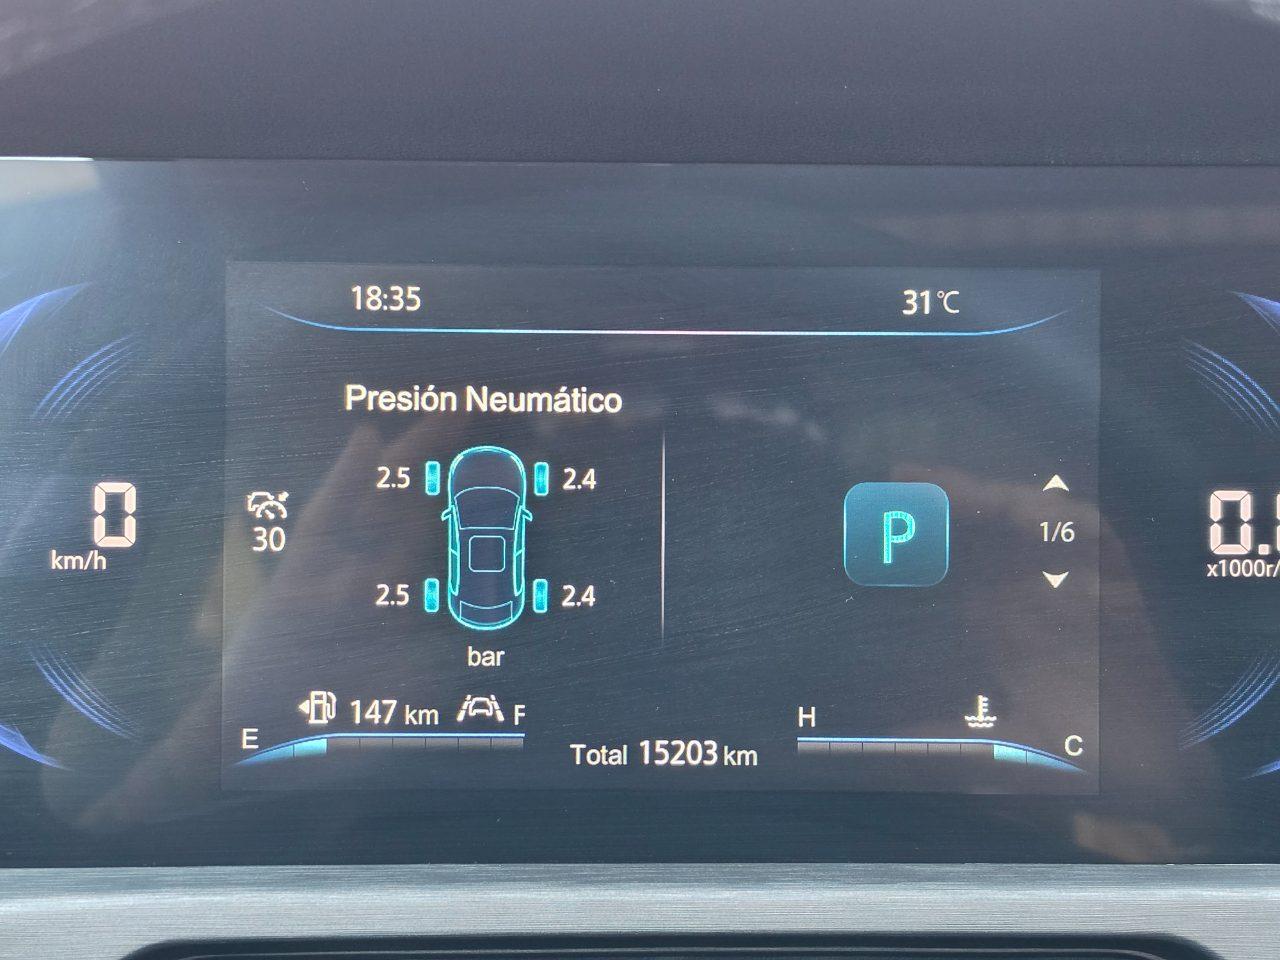 18:35
31°C
Presión Neumático
2.5 2.4
0
km/h
30
P
1/6
0.
x1000r/
2.5 2.4
bar
147 km
F
H
E
Total 15203 km
C